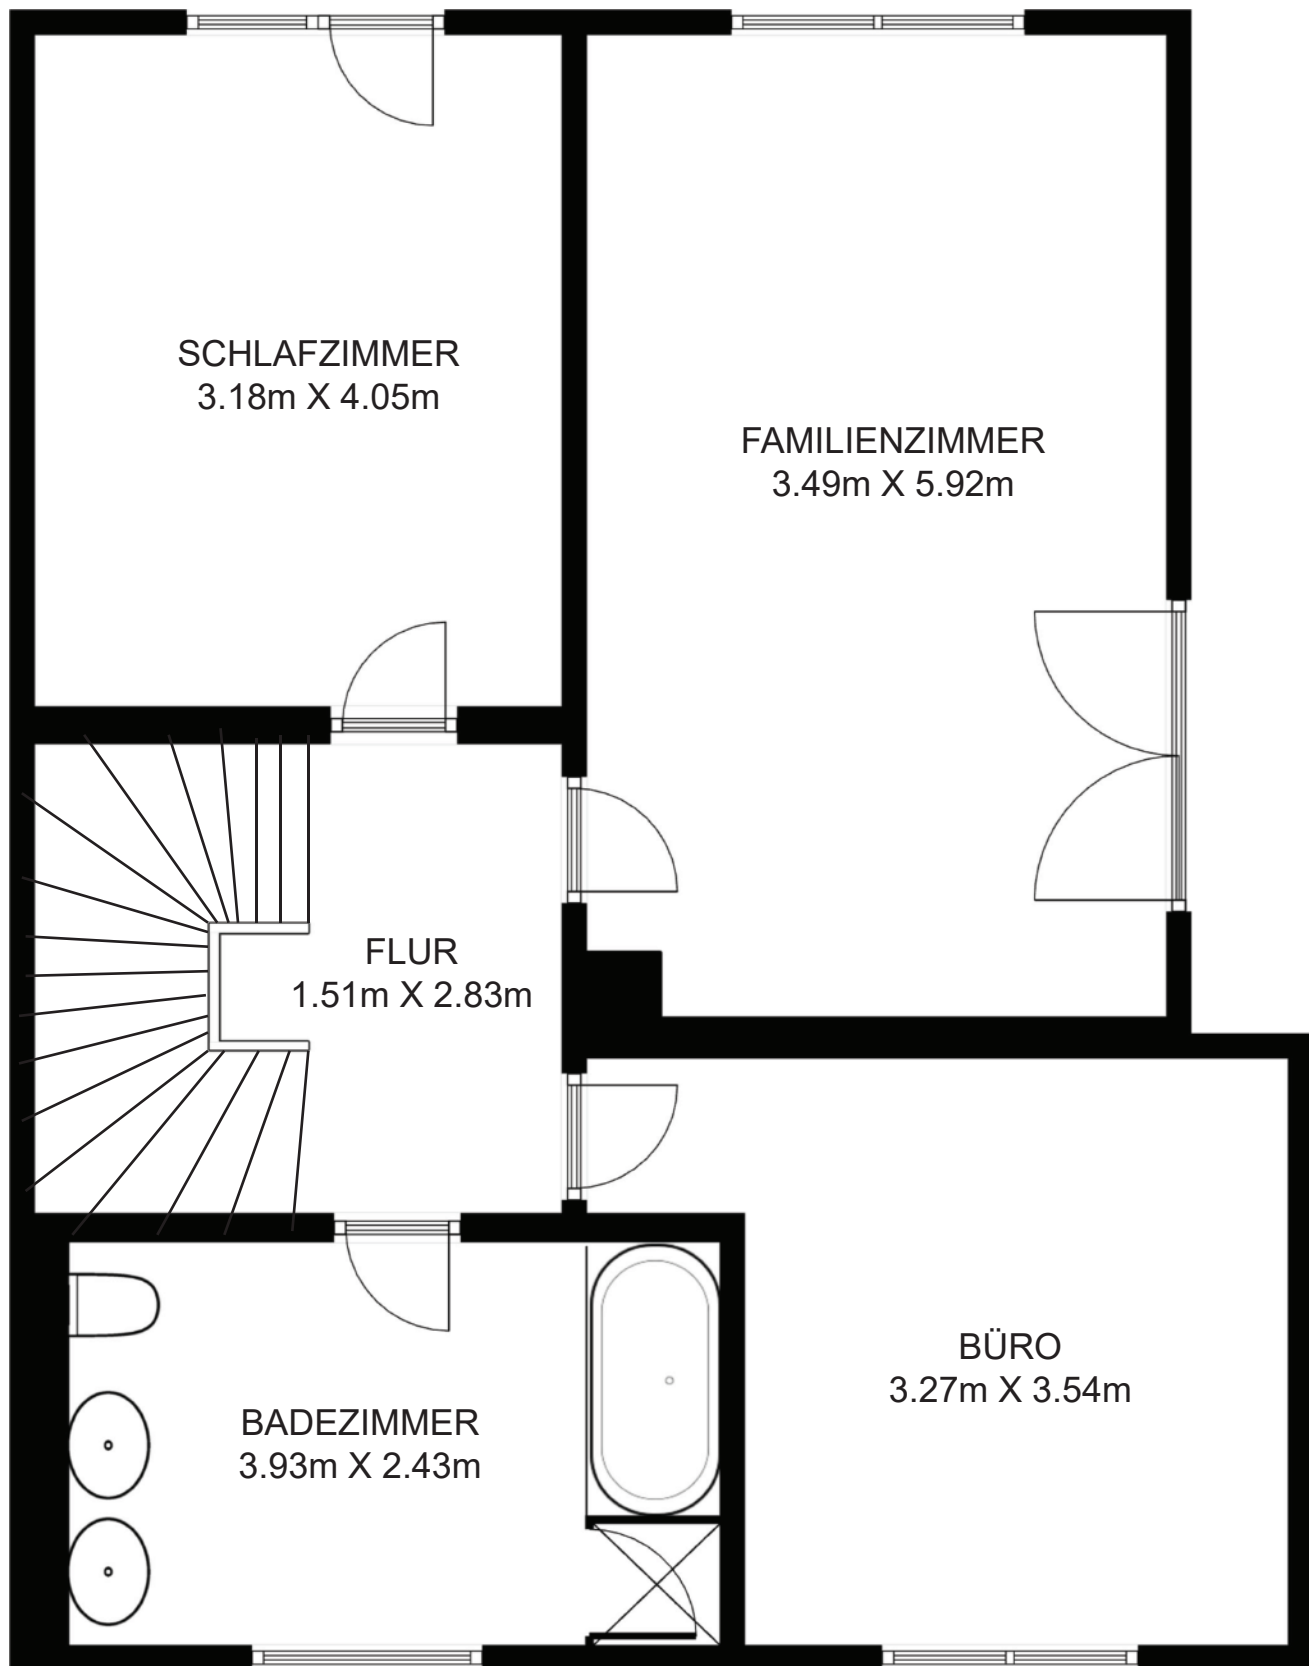 SCHLAFZIMMER
3.18m X 4.05m
FAMILIENZIMMER
3.49m X 5.92m
FLUR
1.51m X 2.83m
BÜRO
3.27m X 3.54m
BADEZIMMER
3.93m X 2.43m